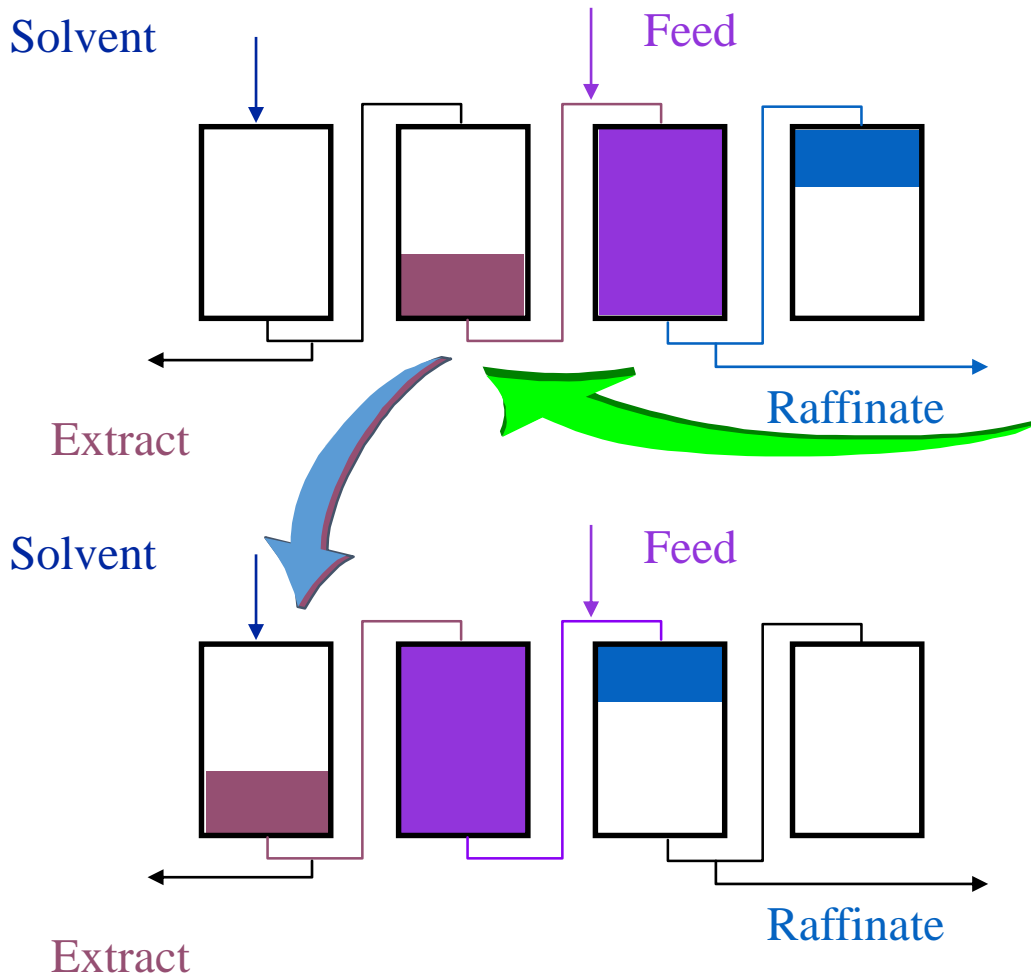 Solvent
Feed
Extract
Raffinate
Solvent
Feed
Extract
Raffinate